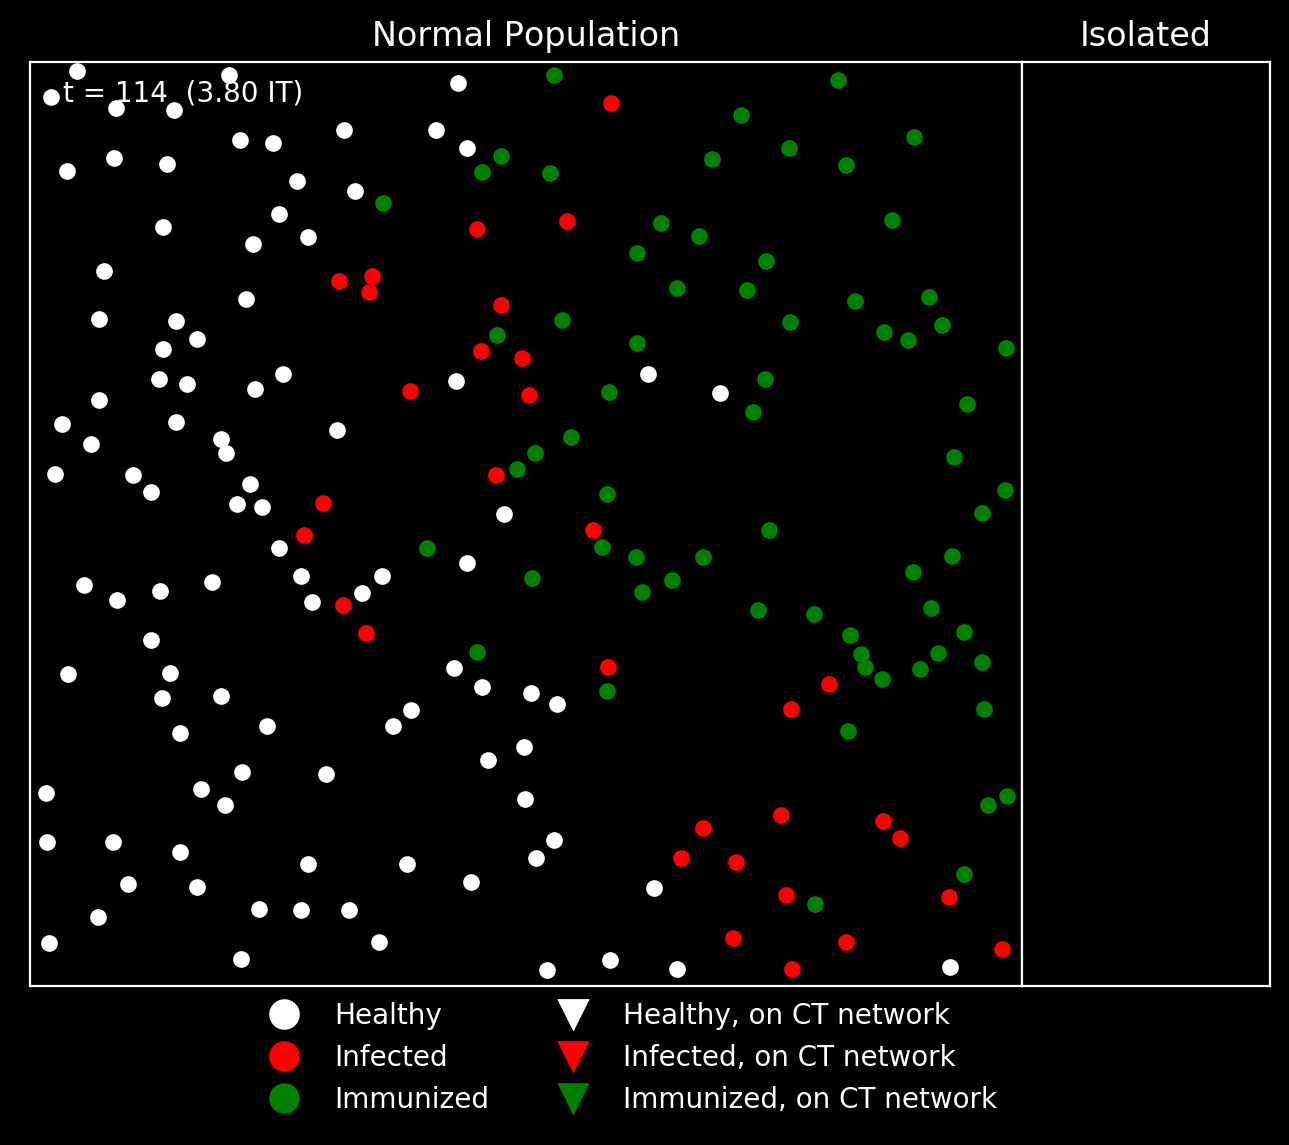 Normal Population
Isolated
t = 114 (3.80 IT)
Healthy
Healthy, on CT network
Infected
Infected, on CT network
Immunized
Immunized, on CT network